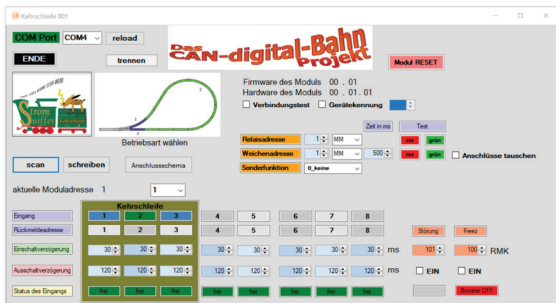 Kehrschleife 001
COM Port COM4 reload
ENDE trennen
Das
CAN-digital-Bahn
Projekt
Modul RESET
Strom
Sniffer
Firmware des Moduls 00 . 01
Hardware des Moduls 00 . 01 . 01
Verbindungstest Gerätekennung
Betriebsart wählen
Zeit in ms Test
Relaisadresse 1 MM rot grün
Weichenadresse 1 MM 500 rot grün Anschlüsse tauschen
Sonderfunktion 0_keine
scan schreiben Anschlusschema
aktuelle Moduladresse 1 1
Kehrschleife
Eingang 1 2 3 4 5 6 7 8
Rückmeldeadresse 1 2 3 4 5 6 7 8 Störung Freez
Einschaltverzögerung 30 30 30 30 30 30 30 30 ms 101 100 RMK
Ausschaltverzögerung 120 120 120 120 120 120 120 120 ms EIN EIN
Status des Eingangs frei frei frei frei frei frei frei frei Booster OFF